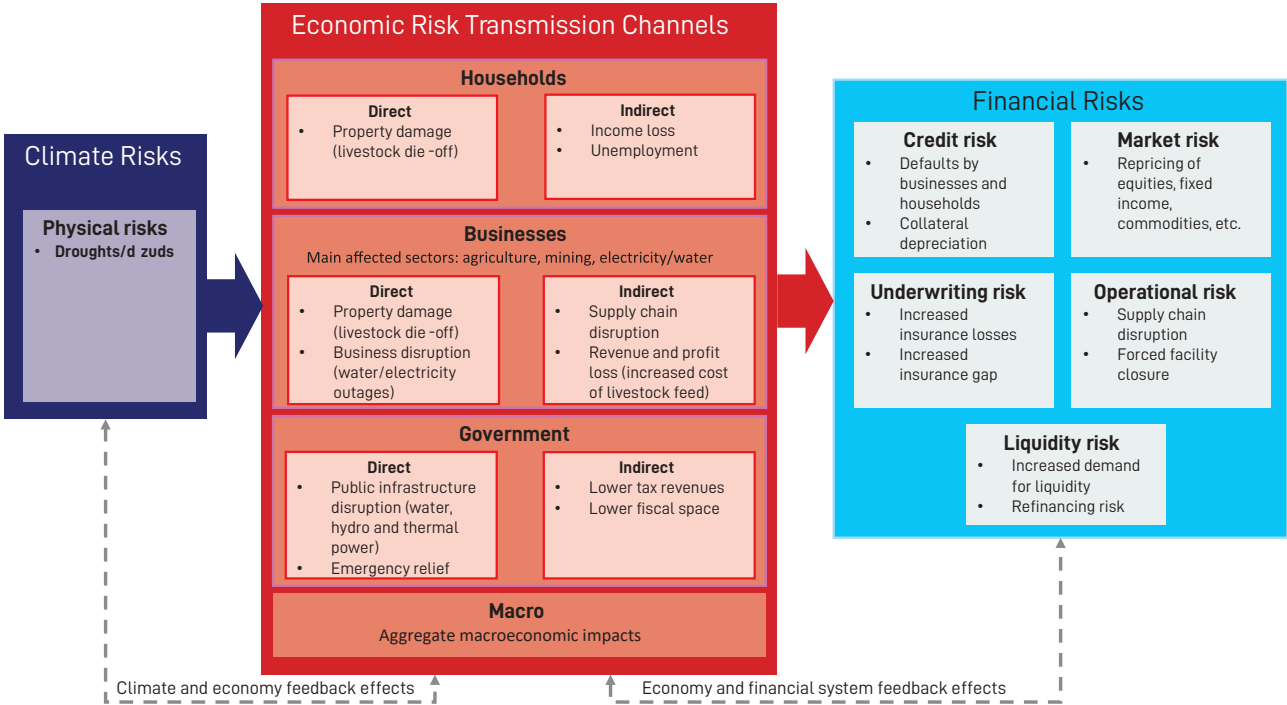 Climate Risks
Physical risks
• Droughts/d zuds
Economic Risk Transmission Channels
Households
Direct
• Property damage
(livestock die -off)
Indirect
• Income loss
• Unemployment
Businesses
Main affected sectors: agriculture, mining, electricity/water
Direct
• Property damage
(livestock die -off)
• Business disruption
(water/electricity
outages)
Indirect
• Supply chain
disruption
• Revenue and profit
loss (increased cost
of livestock feed)
Government
Direct
• Public infrastructure
disruption (water,
hydro and thermal
power)
• Emergency relief
Indirect
• Lower tax revenues
• Lower fiscal space
Macro
Aggregate macroeconomic impacts
Financial Risks
Credit risk
• Defaults by
businesses and
households
• Collateral
depreciation
Market risk
• Repricing of
equities, fixed
income,
commodities, etc.
Underwriting risk
• Increased
insurance losses
• Increased
insurance gap
Operational risk
• Supply chain
disruption
• Forced facility
closure
Liquidity risk
• Increased demand
for liquidity
• Refinancing risk
Climate and economy feedback effects
Economy and financial system feedback effects